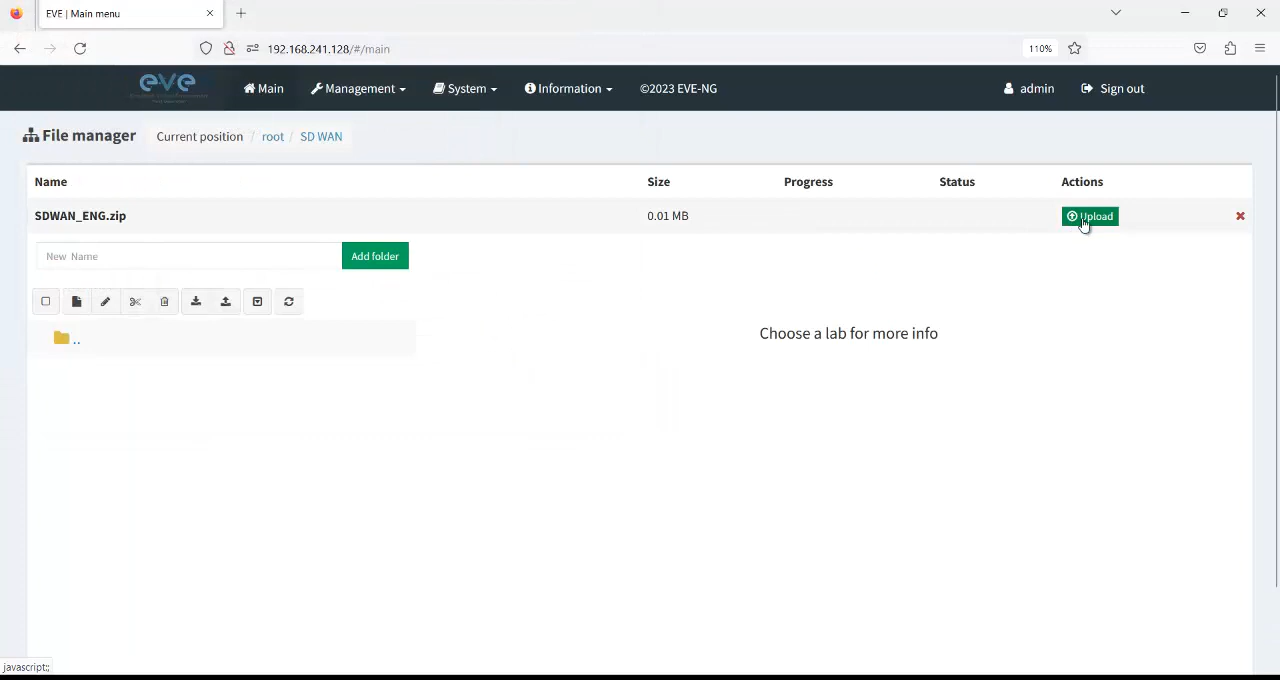 EVE | Main menu
192.168.241.128/#/main
110%
eve
Main
Management
System
Information
©2023 EVE-NG
admin
Sign out
File manager
Current position / root / SD WAN
Name Size Progress Status Actions
SDWAN_ENG.zip 0.01 MB Upload
New Name Add folder
..
Choose a lab for more info
javascript:;